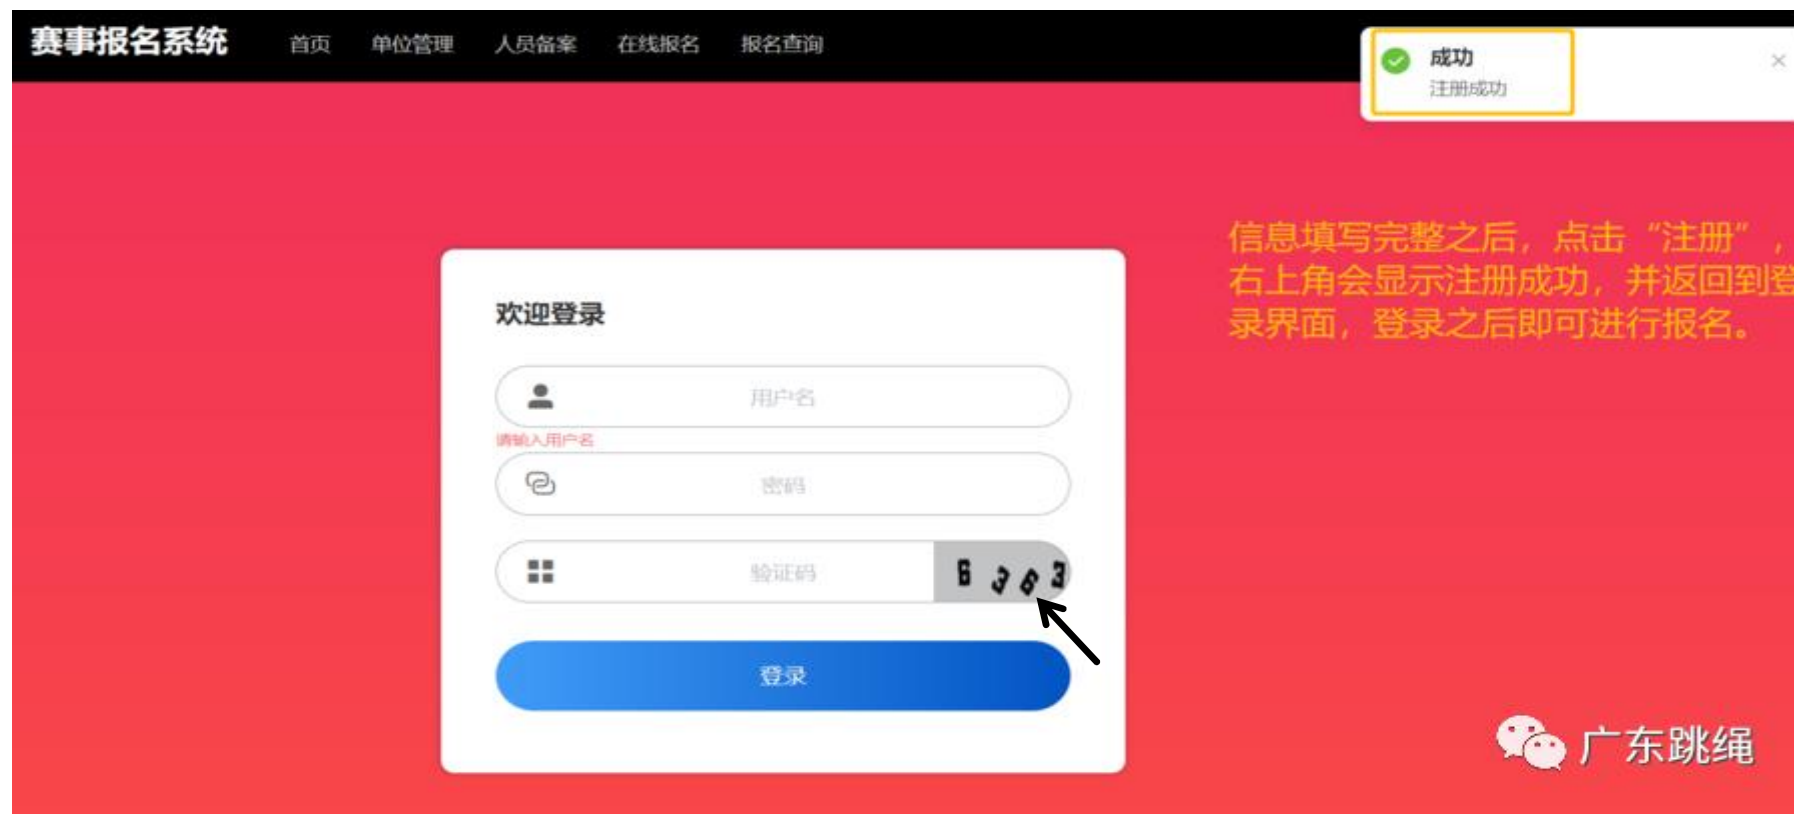 赛事报名系统 首页 单位管理 人员备案 在线报名 报名查询
成功
注册成功
信息填写完整之后，点击“注册”，
右上角会显示注册成功，并返回到登
录界面，登录之后即可进行报名。
欢迎登录
用户名
请输入用户名
密码
验证码 6363
登录
广东跳绳